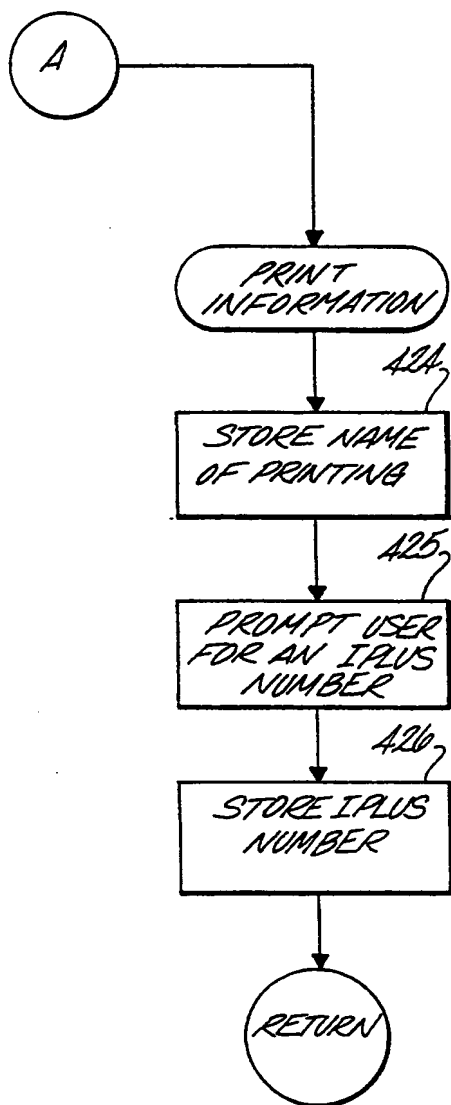 A
PRINT
INFORMATION
424
STORE NAME
OF PRINTING
425
PROMPT USER
FOR AN IPLUS
NUMBER
426
STORE IPLUS
NUMBER
RETURN